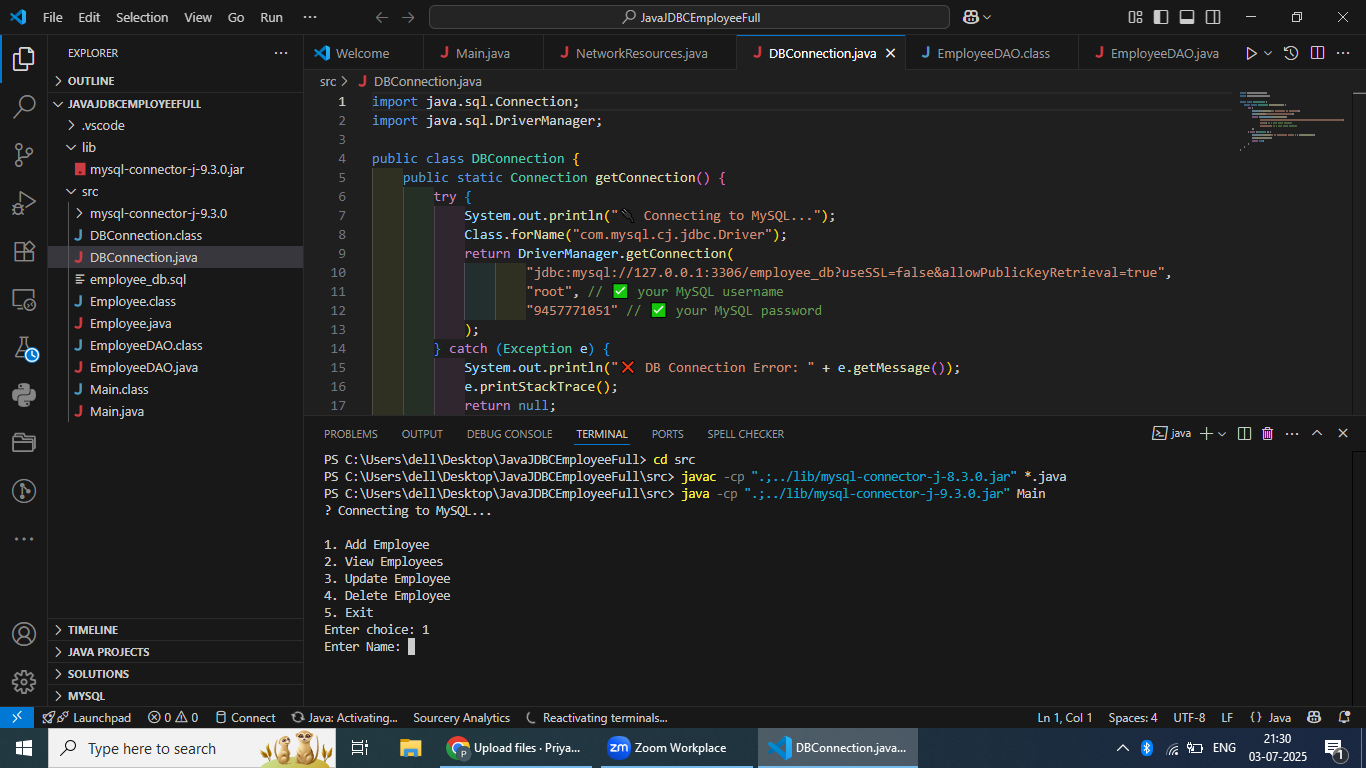 File Edit Selection View Go Run ··· JavaJDBCEmployeeFull
EXPLORER ···
OUTLINE
JAVAJDBCEMPLOYEEFULL
.vscode
lib
mysql-connector-j-9.3.0.jar
src
mysql-connector-j-9.3.0
DBConnection.class
DBConnection.java
employee_db.sql
Employee.class
Employee.java
EmployeeDAO.class
EmployeeDAO.java
Main.class
Main.java
TIMELINE
JAVA PROJECTS
SOLUTIONS
MYSQL
Welcome Main.java NetworkResources.java DBConnection.java EmployeeDAO.class EmployeeDAO.java
src > DBConnection.java
1 import java.sql.Connection;
2 import java.sql.DriverManager;
3
4 public class DBConnection {
5 public static Connection getConnection() {
6 try {
7 System.out.println("🔌 Connecting to MySQL...");
8 Class.forName("com.mysql.cj.jdbc.Driver");
9 return DriverManager.getConnection(
10 "jdbc:mysql://127.0.0.1:3306/employee_db?useSSL=false&allowPublicKeyRetrieval=true",
11 "root", // ✅ your MySQL username
12 "9457771051" // ✅ your MySQL password
13 );
14 } catch (Exception e) {
15 System.out.println("❌ DB Connection Error: " + e.getMessage());
16 e.printStackTrace();
17 return null;
PROBLEMS OUTPUT DEBUG CONSOLE TERMINAL PORTS SPELL CHECKER java
PS C:\Users\dell\Desktop\JavaJDBCEmployeeFull> cd src
PS C:\Users\dell\Desktop\JavaJDBCEmployeeFull\src> javac -cp ".;../lib/mysql-connector-j-8.3.0.jar" *.java
PS C:\Users\dell\Desktop\JavaJDBCEmployeeFull\src> java -cp ".;../lib/mysql-connector-j-9.3.0.jar" Main
? Connecting to MySQL...
1. Add Employee
2. View Employees
3. Update Employee
4. Delete Employee
5. Exit
Enter choice: 1
Enter Name:
Launchpad 0 0 Connect Java: Activating... Sourcery Analytics Reactivating terminals... Ln 1, Col 1 Spaces: 4 UTF-8 LF {} Java
Type here to search Upload files · Priya... zm Zoom Workplace DBConnection.java... ENG 21:30
03-07-2025 1